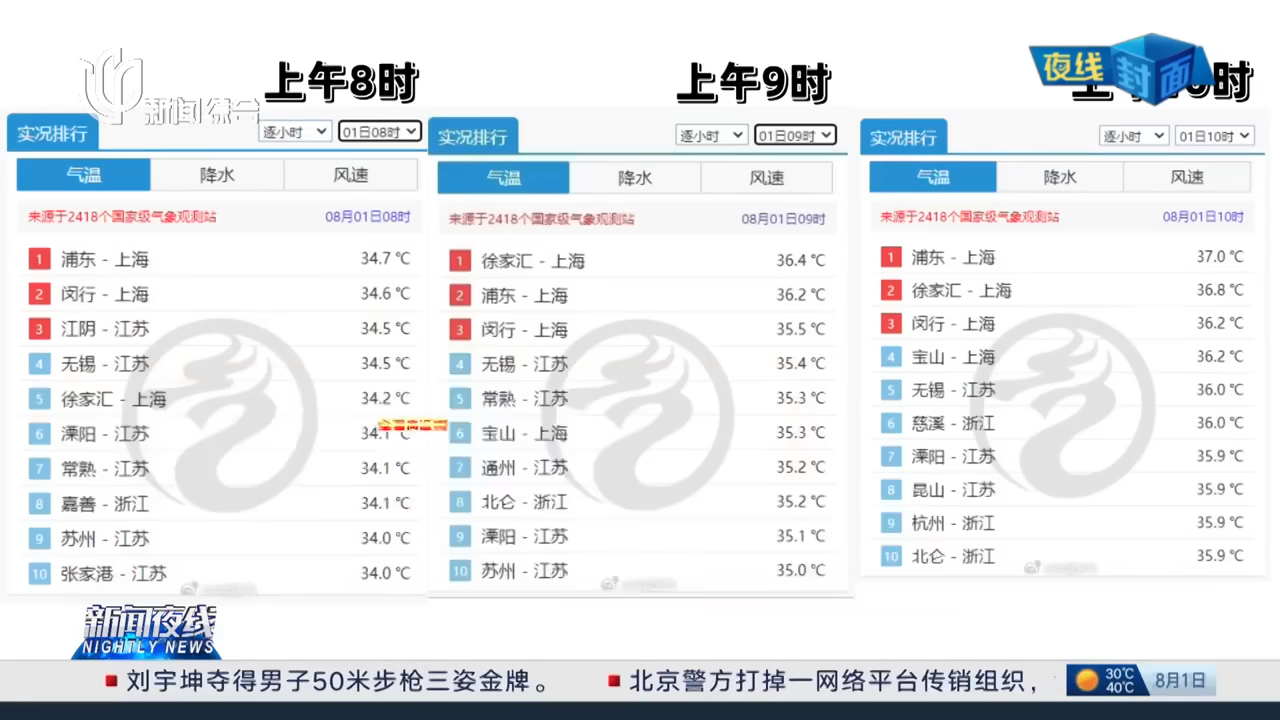 新闻综合
夜线
封面
上午8时
实况排行
逐小时
01日08时
气温
降水
风速
来源于2418个国家级气象观测站
08月01日08时
1 浦东 - 上海 34.7 ℃
2 闵行 - 上海 34.6 ℃
3 江阴 - 江苏 34.5 ℃
4 无锡 - 江苏 34.5 ℃
5 徐家汇 - 上海 34.2 ℃
6 溧阳 - 江苏 34.1 ℃
7 常熟 - 江苏 34.1 ℃
8 嘉善 - 浙江 34.1 ℃
9 苏州 - 江苏 34.0 ℃
10 张家港 - 江苏 34.0 ℃
上午9时
实况排行
逐小时
01日09时
气温
降水
风速
来源于2418个国家级气象观测站
08月01日09时
1 徐家汇 - 上海 36.4 ℃
2 浦东 - 上海 36.2 ℃
3 闵行 - 上海 35.5 ℃
4 无锡 - 江苏 35.4 ℃
5 常熟 - 江苏 35.3 ℃
6 宝山 - 上海 35.3 ℃
7 通州 - 江苏 35.2 ℃
8 北仑 - 浙江 35.2 ℃
9 溧阳 - 江苏 35.1 ℃
10 苏州 - 江苏 35.0 ℃
实况排行
逐小时
01日10时
气温
降水
风速
来源于2418个国家级气象观测站
08月01日10时
1 浦东 - 上海 37.0 ℃
2 徐家汇 - 上海 36.8 ℃
3 闵行 - 上海 36.2 ℃
4 宝山 - 上海 36.2 ℃
5 无锡 - 江苏 36.0 ℃
6 慈溪 - 浙江 36.0 ℃
7 溧阳 - 江苏 35.9 ℃
8 昆山 - 江苏 35.9 ℃
9 杭州 - 浙江 35.9 ℃
10 北仑 - 浙江 35.9 ℃
新闻夜线
NIGHTLY NEWS
刘宇坤夺得男子50米步枪三姿金牌。
北京警方打掉一网络平台传销组织，
30℃
40℃
8月1日